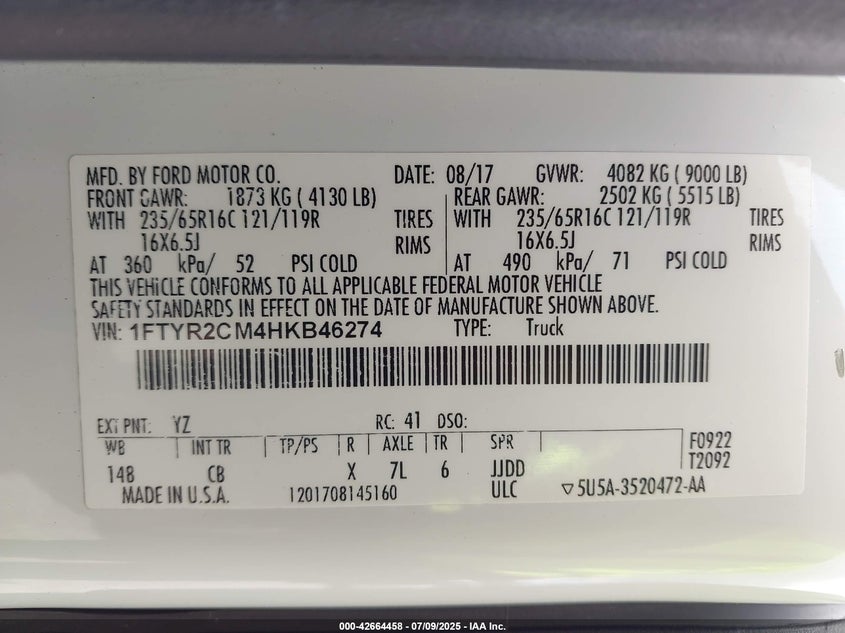 MFD. BY FORD MOTOR CO. DATE: 08/17 GVWR: 4082 KG ( 9000 LB)
FRONT GAWR: 1873 KG ( 4130 LB) REAR GAWR: 2502 KG ( 5515 LB)
WITH 235/65R16C 121/119R TIRES WITH 235/65R16C 121/119R TIRES
16X6.5J RIMS 16X6.5J RIMS
AT 360 kPa/ 52 PSI COLD AT 490 kPa/ 71 PSI COLD
THIS VEHICLE CONFORMS TO ALL APPLICABLE FEDERAL MOTOR VEHICLE
SAFETY STANDARDS IN EFFECT ON THE DATE OF MANUFACTURE SHOWN ABOVE.
VIN: 1FTYR2CM4HKB46274 TYPE: Truck
EXT PNT: YZ RC: 41 DSO:
WB INT TR TP/PS R AXLE TR SPR F0922
148 CB X 7L 6 JJDD T2092
MADE IN U.S.A. 1201708145160 ULC ▽5U5A-3520472-AA
000-42664458 - 07/09/2025 - IAA Inc.